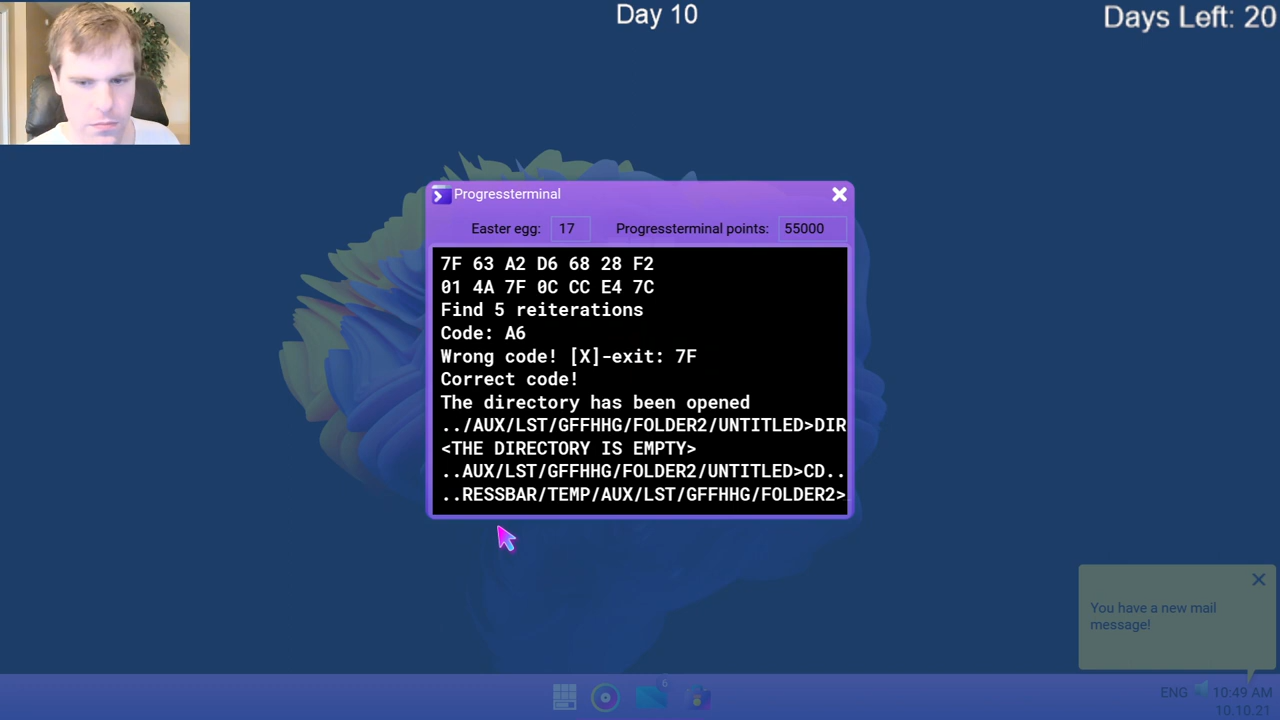 Day 10
Days Left: 20
Progressterminal
Easter egg: 17 Progressterminal points: 55000
7F 63 A2 D6 68 28 F2
01 4A 7F 0C CC E4 7C
Find 5 reiterations
Code: A6
Wrong code! [X]-exit: 7F
Correct code!
The directory has been opened
../AUX/LST/GFFHHG/FOLDER2/UNTITLED>DIR
<THE DIRECTORY IS EMPTY>
..AUX/LST/GFFHHG/FOLDER2/UNTITLED>CD..
..RESSBAR/TEMP/AUX/LST/GFFHHG/FOLDER2>
You have a new mail
message!
6
ENG 10:49 AM
10.10.21